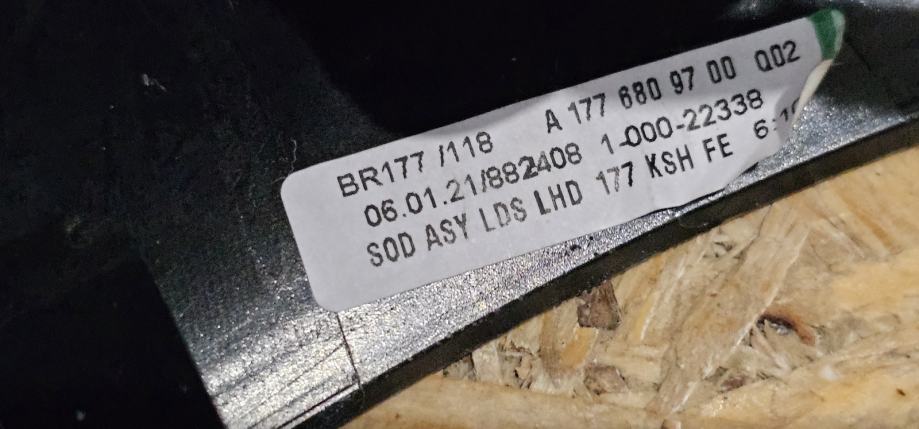 BR177 /118 A 177 680 97 00 Q02
06.01.21/882408 1-000-22338
SOD ASY LDS LHD 177 KSH FE